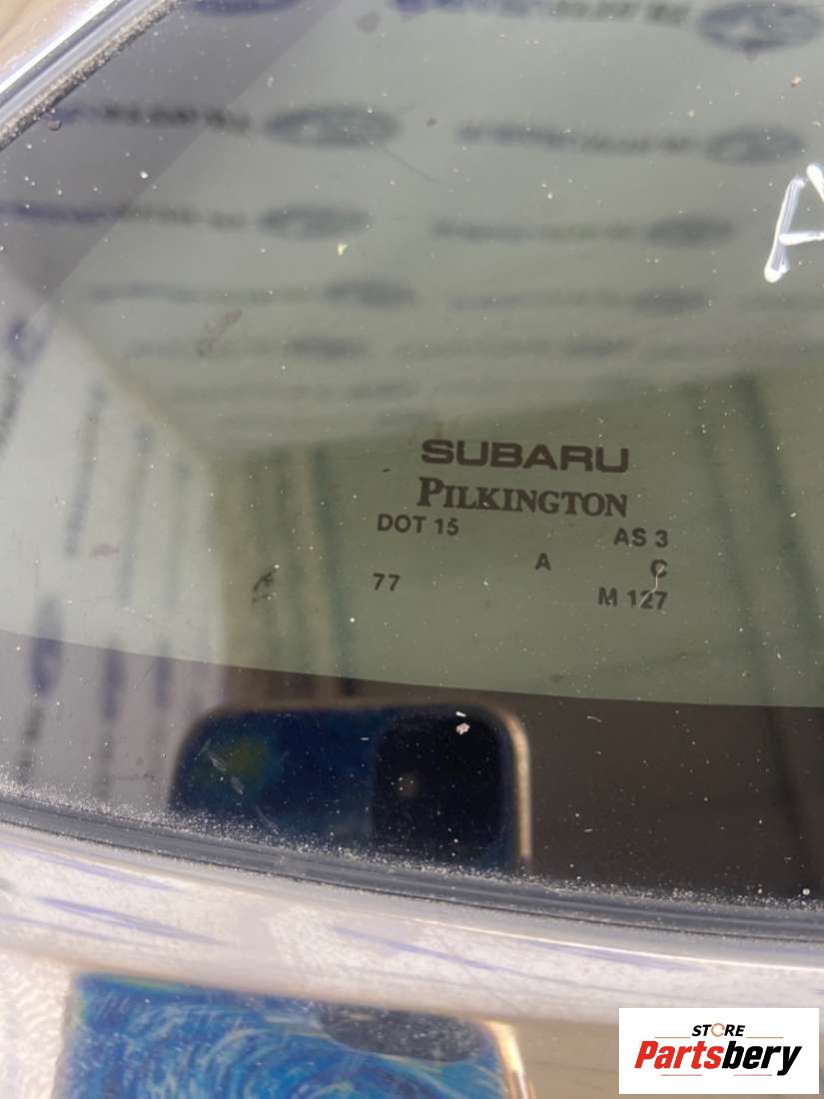 A
SUBARU
PILKINGTON
DOT 15 AS 3
A C
77 M 127
STORE
Partsbery